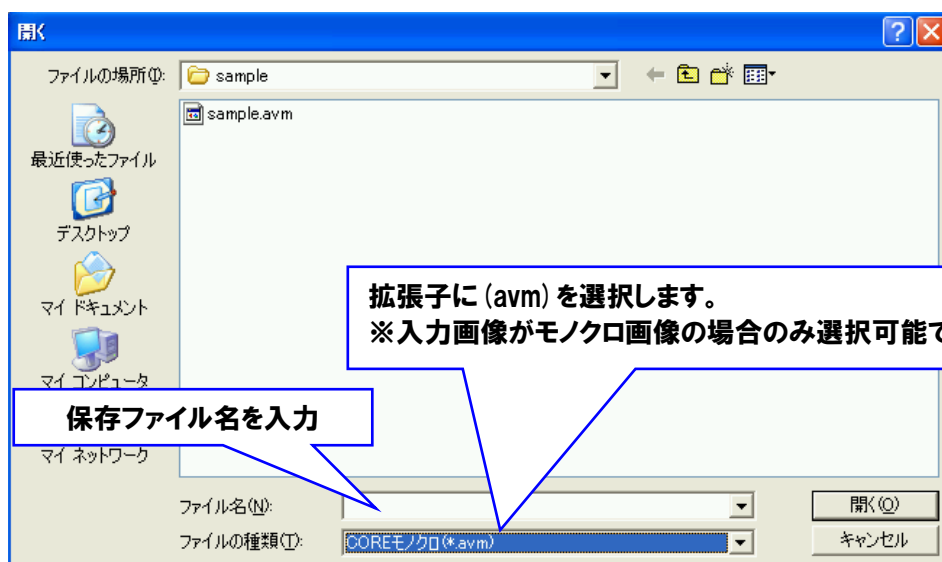 開く
ファイルの場所(I):
sample
sample.avm
最近使ったファイル
デスクトップ
マイ ドキュメント
マイ コンピュータ
マイ ネットワーク
拡張子に(avm)を選択します。
※入力画像がモノクロ画像の場合のみ選択可能で
保存ファイル名を入力
ファイル名(N):
開く(O)
ファイルの種類(T):
COREモノクロ(*.avm)
キャンセル